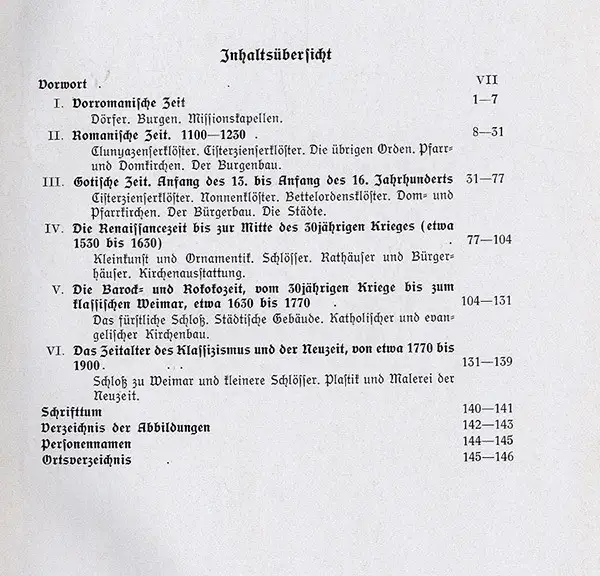 Inhaltsübersicht
Vorwort . . VII
I. Vorromanische Zeit 1—7
Dörfer. Burgen. Missionskapellen.
II. Romanische Zeit. 1100—1230 . 8—31
Clunyazenserklöster. Cisterzienserklöster. Die übrigen Orden. Pfarr-
und Domkirchen. Der Burgenbau.
III. Gotische Zeit. Anfang des 13. bis Anfang des 16. Jahrhunderts 31—77
Cisterzienserklöster. Nonnenklöster. Bettelordensklöster. Dom- und
Pfarrkirchen. Der Bürgerbau. Die Städte.
IV. Die Renaissancezeit bis zur Mitte des 30jährigen Krieges (etwa
1530 bis 1630) . 77—104
Kleinkunst und Ornamentik. Schlösser. Rathäuser und Bürger-
häuser. Kirchenausstattung.
V. Die Barock- und Rokokozeit, vom 30jährigen Kriege bis zum
klassischen Weimar, etwa 1630 bis 1770 . 104—131
Das fürstliche Schloß. Städtische Gebäude. Katholischer und evan-
gelischer Kirchenbau.
VI. Das Zeitalter des Klassizismus und der Neuzeit, von etwa 1770 bis
1900. . . 131—139
Schloß zu Weimar und kleinere Schlösser. Plastik und Malerei der
Neuzeit.
Schrifttum 140—141
Verzeichnis der Abbildungen 142—143
Personennamen 144—145
Ortsverzeichnis . 145—146